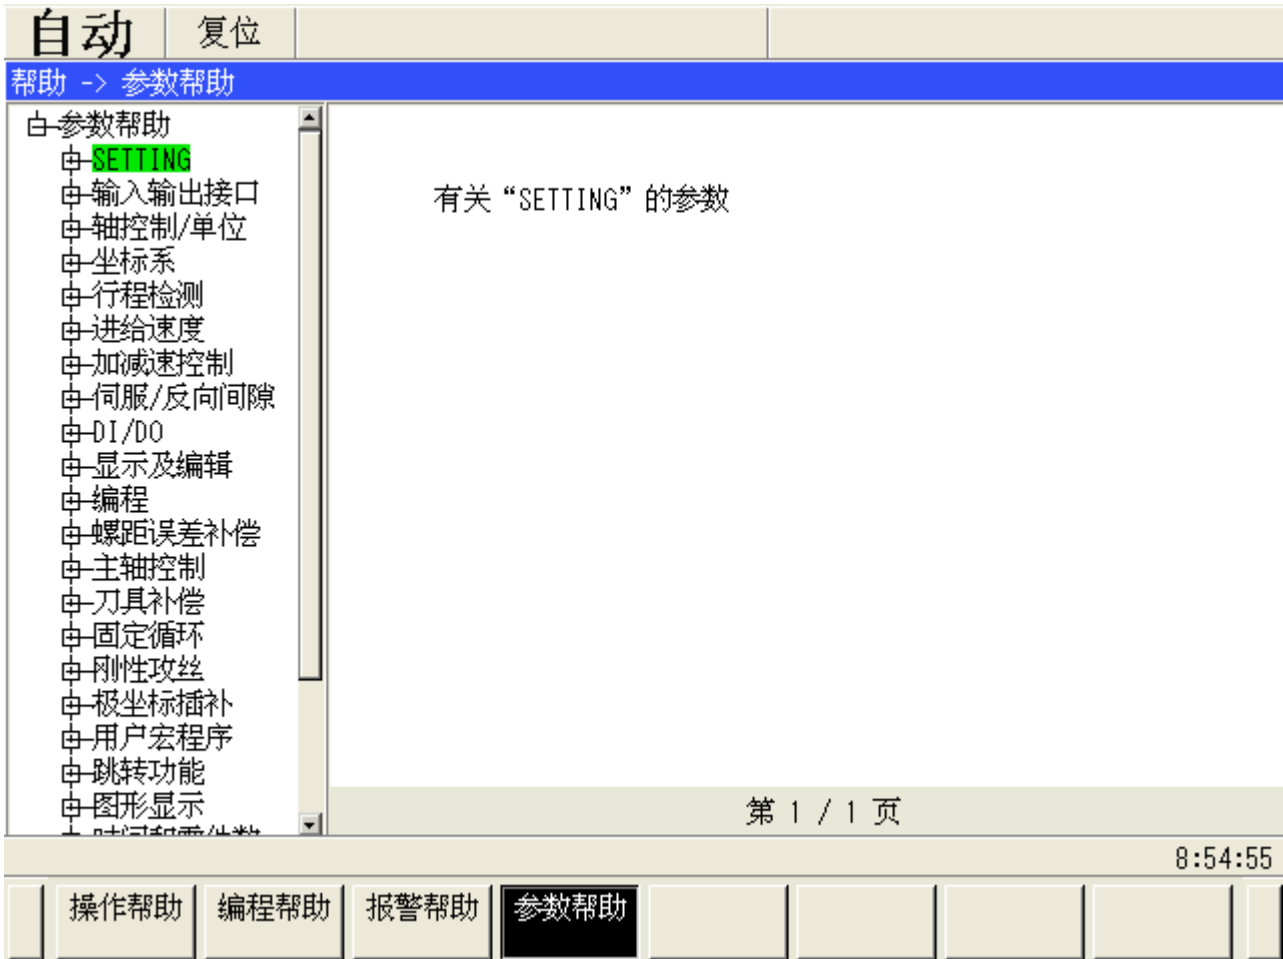 自动 复位
帮助 -> 参数帮助
参数帮助
SETTING
输入输出接口
轴控制/单位
坐标系
行程检测
进给速度
加减速控制
伺服/反向间隙
DI/DO
显示及编辑
编程
螺距误差补偿
主轴控制
刀具补偿
固定循环
刚性攻丝
极坐标插补
用户宏程序
跳转功能
图形显示
有关“SETTING”的参数
第 1 / 1 页
8:54:55
操作帮助 编程帮助 报警帮助 参数帮助